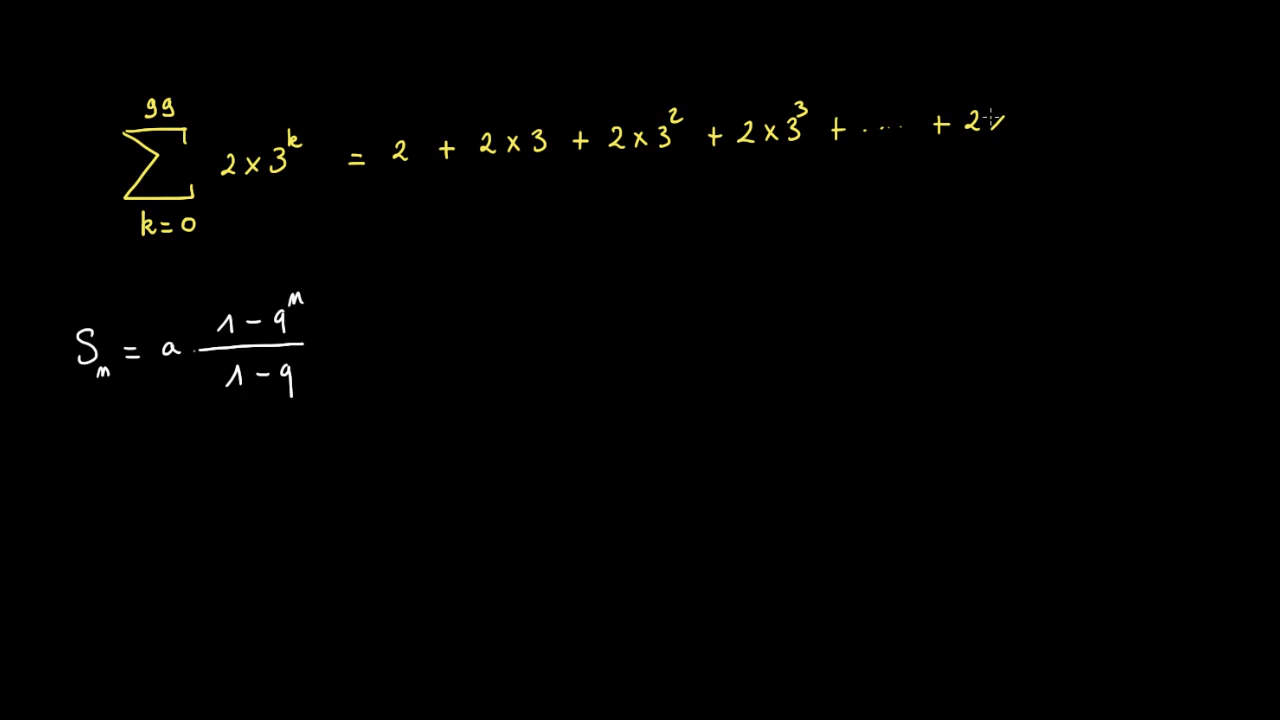 99
∑ 2 × 3^k = 2 + 2 × 3 + 2 × 3^2 + 2 × 3^3 + .... + 2 ×
k = 0
S_n = a · (1 - q^n) / (1 - q)